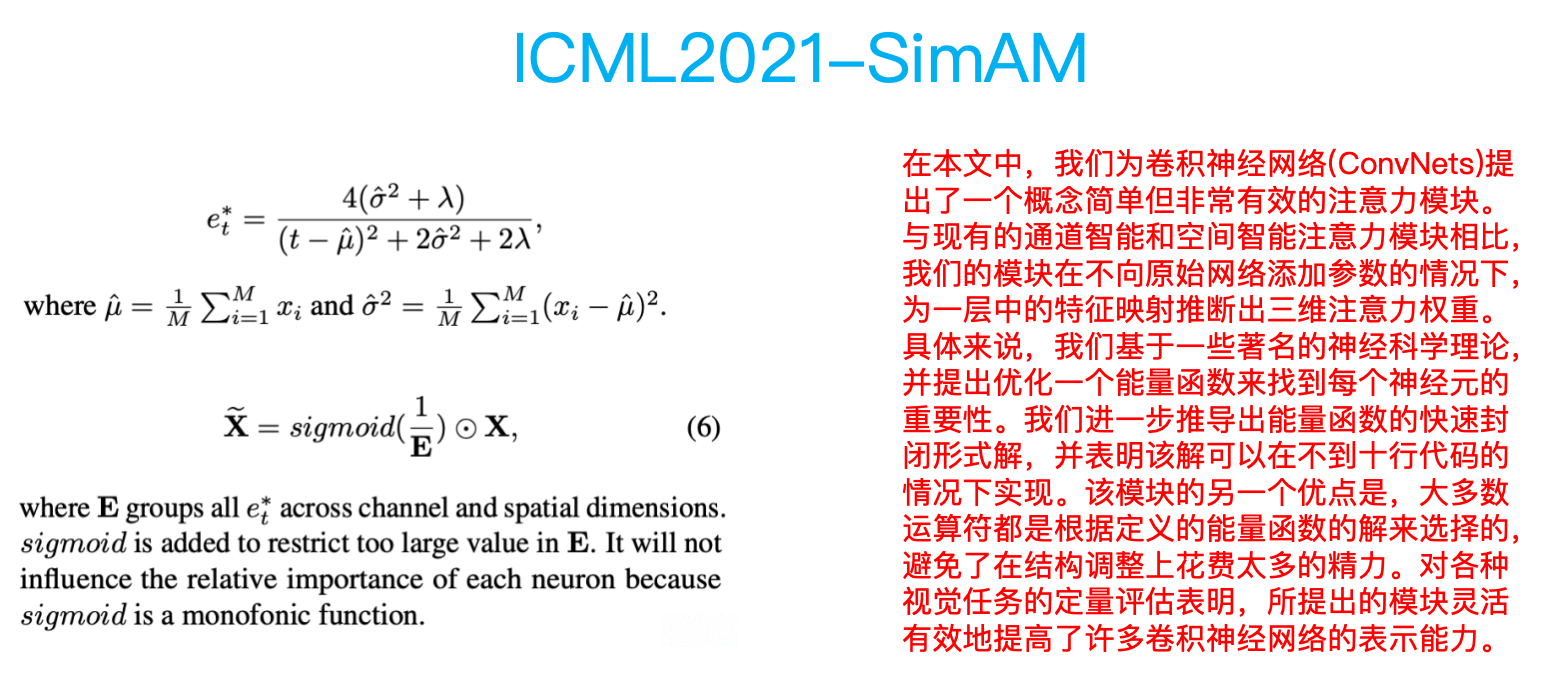 ICML2021–SimAM
e_t^* = \frac{4(\hat{\sigma}^2 + \lambda)}{(t - \hat{\mu})^2 + 2\hat{\sigma}^2 + 2\lambda},
where \hat{\mu} = \frac{1}{M} \sum_{i=1}^{M} x_i and \hat{\sigma}^2 = \frac{1}{M} \sum_{i=1}^{M} (x_i - \hat{\mu})^2.
\widetilde{X} = sigmoid(\frac{1}{E}) ⊙ X, (6)
where E groups all e_t^* across channel and spatial dimensions.
sigmoid is added to restrict too large value in E. It will not
influence the relative importance of each neuron because
sigmoid is a monofonic function.
在本文中，我们为卷积神经网络(ConvNets)提
出了一个概念简单但非常有效的注意力模块。
与现有的通道智能和空间智能注意力模块相比，
我们的模块在不向原始网络添加参数的情况下，
为一层中的特征映射推断出三维注意力权重。
具体来说，我们基于一些著名的神经科学理论，
并提出优化一个能量函数来找到每个神经元的
重要性。我们进一步推导出能量函数的快速封
闭形式解，并表明该解可以在不到十行代码的
情况下实现。该模块的另一个优点是，大多数
运算符都是根据定义的能量函数的解来选择的，
避免了在结构调整上花费太多的精力。对各种
视觉任务的定量评估表明，所提出的模块灵活
有效地提高了许多卷积神经网络的表示能力。